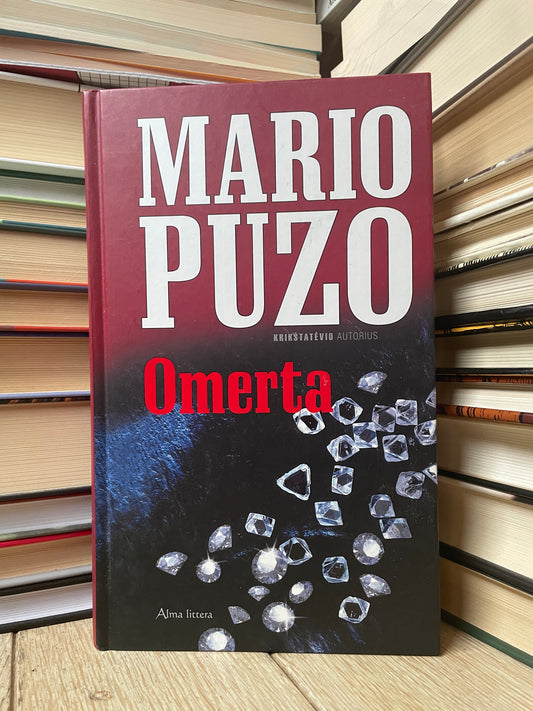 MARIO
PUZO
KRIKŠTATĖVIO AUTORIUS
Omerta
Alma littera